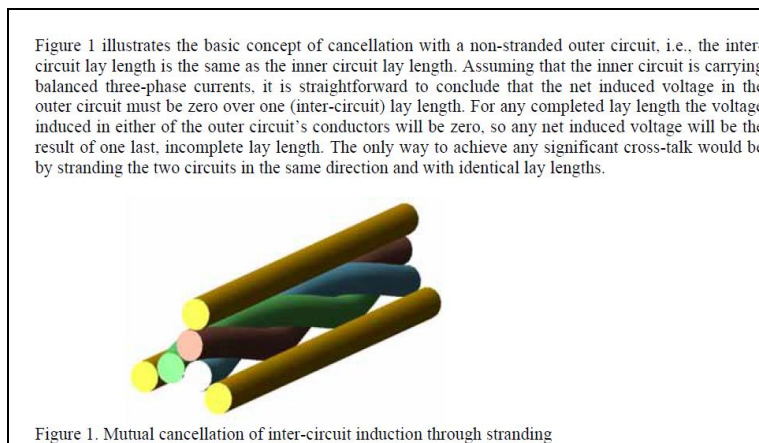 Figure 1 illustrates the basic concept of cancellation with a non-stranded outer circuit, i.e., the inter-
circuit lay length is the same as the inner circuit lay length. Assuming that the inner circuit is carrying
balanced three-phase currents, it is straightforward to conclude that the net induced voltage in the
outer circuit must be zero over one (inter-circuit) lay length. For any completed lay length the voltage
induced in either of the outer circuit's conductors will be zero, so any net induced voltage will be the
result of one last, incomplete lay length. The only way to achieve any significant cross-talk would be
by stranding the two circuits in the same direction and with identical lay lengths.
Figure 1. Mutual cancellation of inter-circuit induction through stranding